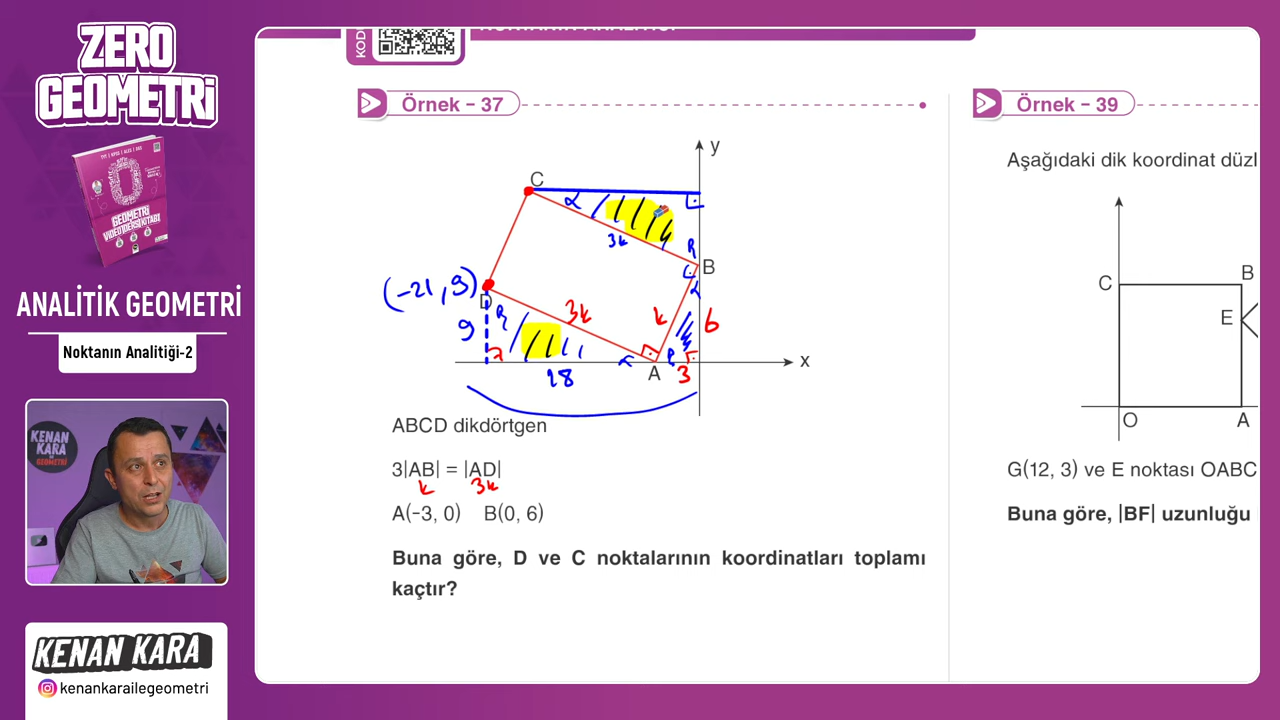 ZERO
GEOMETRİ
GEOMETRİ
VİDEO DERS KİTABI
ANALİTİK GEOMETRİ
Noktanın Analitiği-2
KENAN
KARA
İLE GEOMETRİ
KENAN KARA
kenankarailegeometri
Örnek – 37
y
C
α
3k
B
(-21, 9)
D
9
3k
k
6
18
A
3
x
ABCD dikdörtgen
3|AB| = |AD|
k 3k
A(–3, 0) B(0, 6)
Buna göre, D ve C noktalarının koordinatları toplamı
kaçtır?
Örnek – 39
Aşağıdaki dik koordinat düzl
C
B
E
O
A
G(12, 3) ve E noktası OABC
Buna göre, |BF| uzunluğu